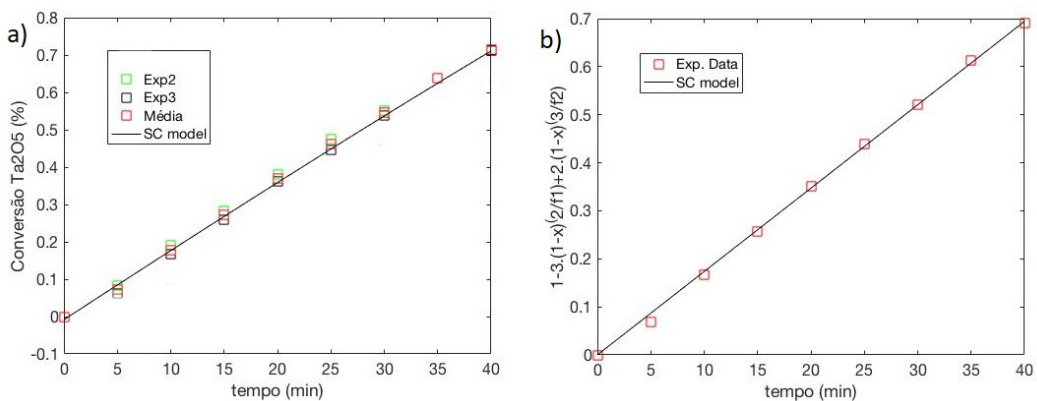 a)
0.8
0.7
0.6
0.5
0.4
0.3
0.2
0.1
0
-0.1
Conversão Ta2O5 (%)
Exp2
Exp3
Média
SC model
0 5 10 15 20 25 30 35 40
tempo (min)
b)
0.7
0.6
0.5
0.4
0.3
0.2
0.1
0
1-3.(1-x)^(2/f1)+2.(1-x)^(3/f2)
Exp. Data
SC model
0 5 10 15 20 25 30 35 40
tempo (min)